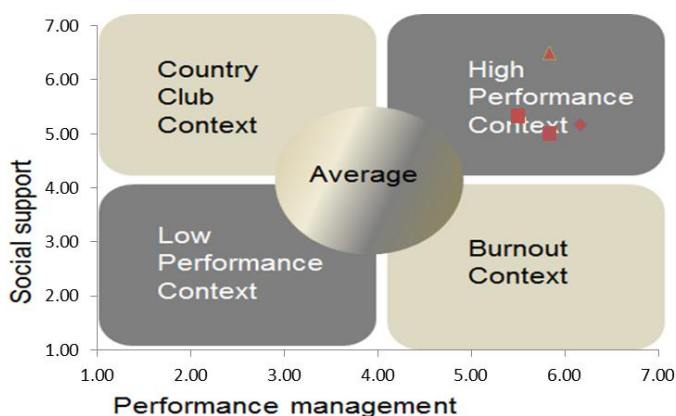 7.00
6.00
5.00
4.00
3.00
2.00
1.00
Social support
Country
Club
Context
High
Performance
Context
Average
Low
Performance
Context
Burnout
Context
1.00 2.00 3.00 4.00 5.00 6.00 7.00
Performance management